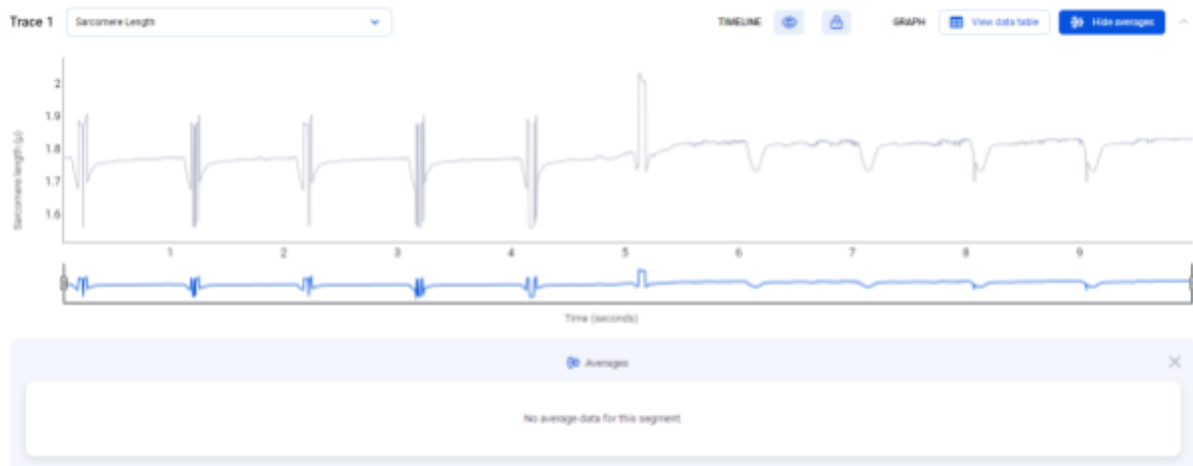 Trace 1 Sarcomere Length TIMELINE GRAPH View data table Hide averages
Sarcomere length (μ)
2
1.9
1.8
1.7
1.6
1 2 3 4 5 6 7 8 9
Time (seconds)
Averages
No average data for this segment.